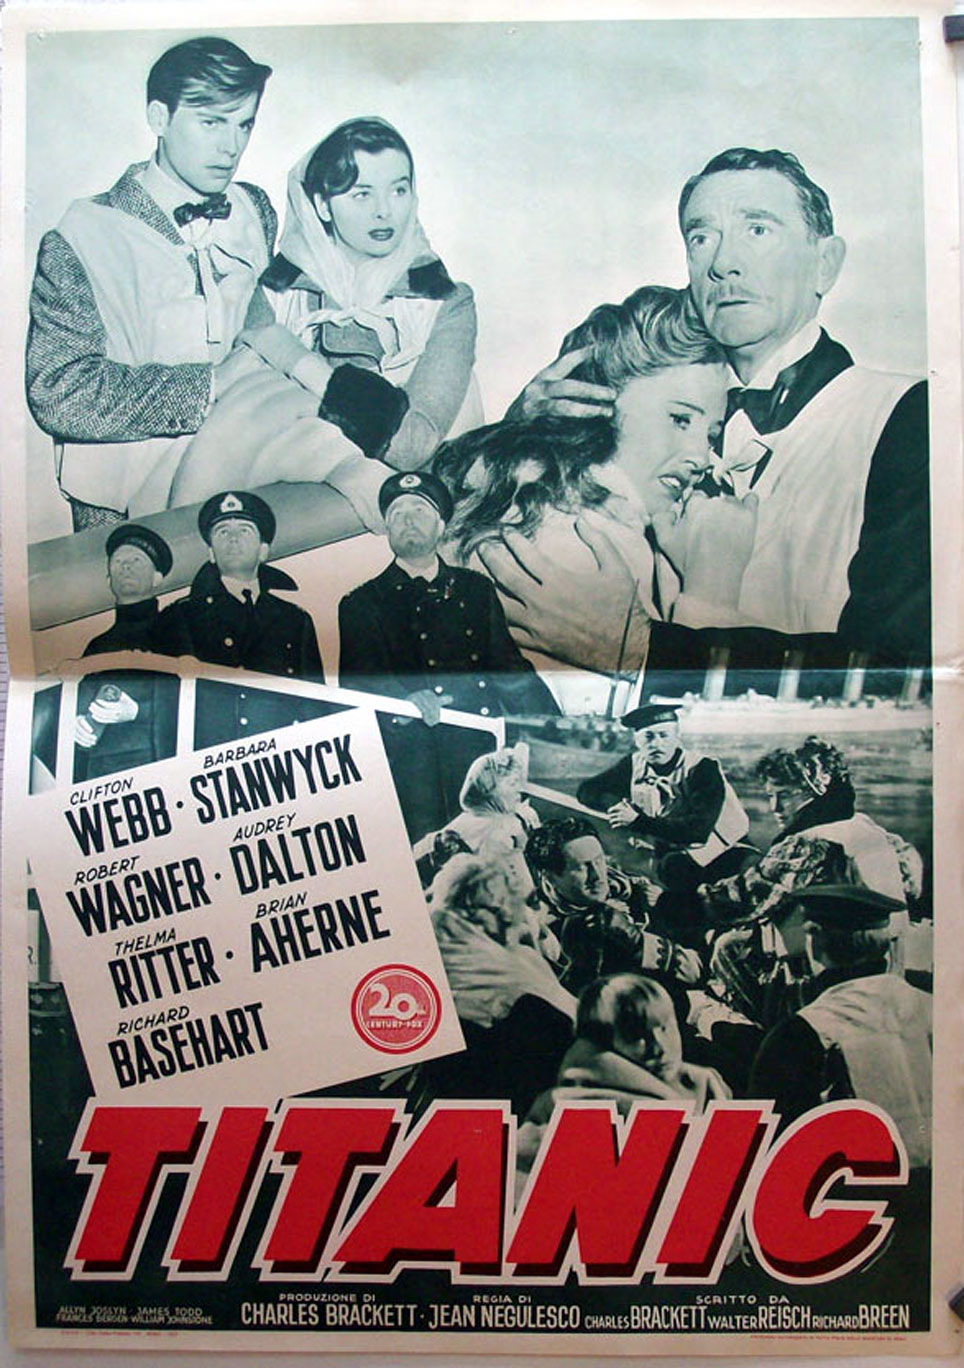 CLIFTON WEBB · BARBARA STANWYCK
ROBERT WAGNER · AUDREY DALTON
THELMA RITTER · BRIAN AHERNE
RICHARD BASEHART
20th
CENTURY-FOX
TITANIC
ALLYN JOSLYN - JAMES TODD
FRANCES BERGEN - WILLIAM JOHNSTONE
PRODUZIONE DI
CHARLES BRACKETT ·
REGIA DI
JEAN NEGULESCO
SCRITTO DA
CHARLES BRACKETT WALTER REISCH RICHARD BREEN